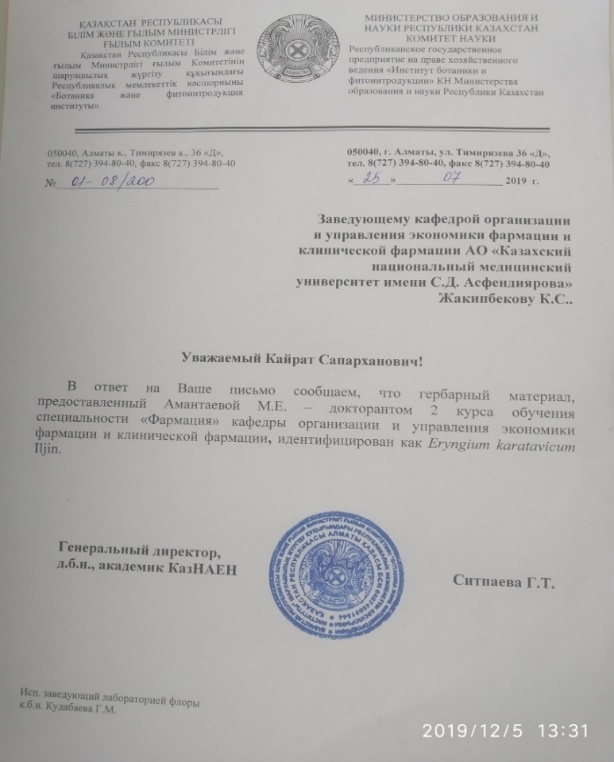 ҚАЗАҚСТАН РЕСПУБЛИКАСЫ
БІЛІМ ЖӘНЕ ҒЫЛЫМ МИНИСТРЛІГІ
ҒЫЛЫМ КОМИТЕТІ
Қазақстан Республикасы Білім және
ғылым Министрлігі ғылым Комитетінің
шаруашылық жүргізу құқығындағы
Республикалық мемлекеттік кәсіпорыны
«Ботаника және фитоинтродукция
институты»
МИНИСТЕРСТВО ОБРАЗОВАНИЯ И
НАУКИ РЕСПУБЛИКИ КАЗАХСТАН
КОМИТЕТ НАУКИ
Республиканское государственное
предприятие на праве хозяйственного
ведения «Институт ботаники и
фитоинтродукции» КН Министерства
образования и науки Республики Казахстан
050040, Алматы к., Тимирязев к., 36 «Д»,
тел. 8(727) 394-80-40, факс 8(727) 394-80-40
№ 01-08/200
050040, г. Алматы, ул. Тимирязева 36 «Д»,
тел. 8(727) 394-80-40, факс 8(727) 394-80-40
« 25 » 07 2019 г.
Заведующему кафедрой организации
и управления экономики фармации и
клинической фармации АО «Казахский
национальный медицинский
университет имени С.Д. Асфендиярова»
Жакипбекову К.С..
Уважаемый Кайрат Сапарханович!
В ответ на Ваше письмо сообщаем, что гербарный материал,
предоставленный Амантаевой М.Е. – докторантом 2 курса обучения
специальности «Фармация» кафедры организации и управления экономики
фармации и клинической фармации, идентифицирован как Eryngium karatavicum
Iljin.
Генеральный директор,
д.б.н., академик КазНАЕН
Ситпаева Г.Т.
Исп. заведующий лабораторией флоры
к.б.н. Кудабаева Г.М.
2019/12/5 13:31